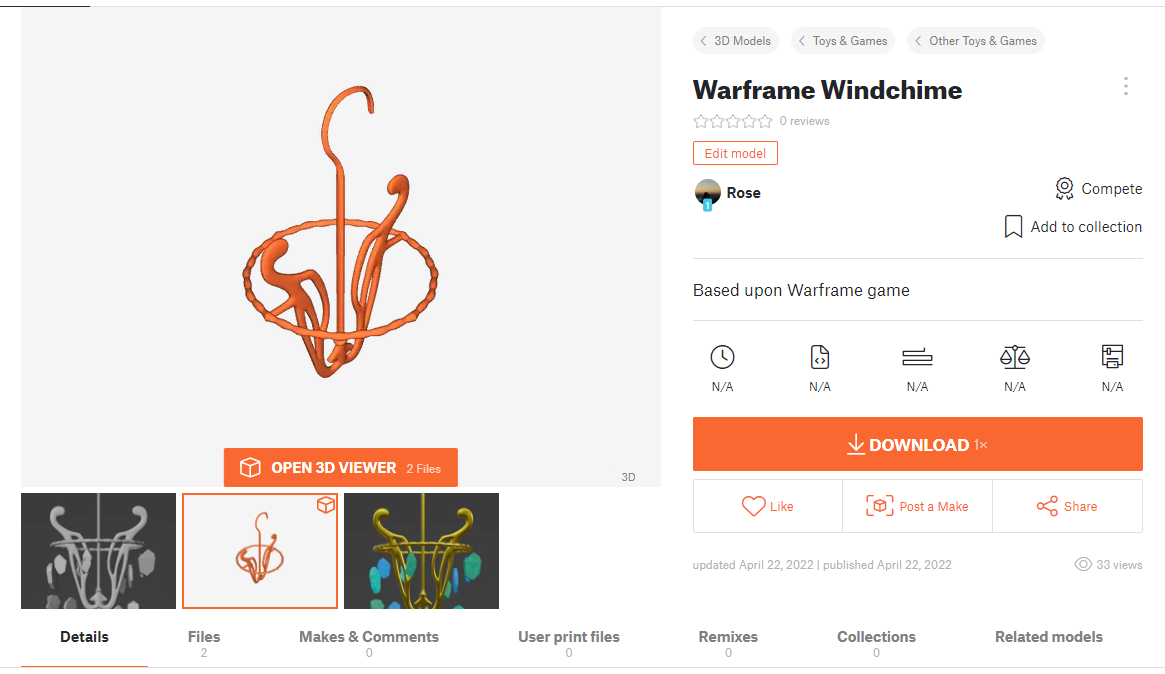 3D Models
Toys & Games
Other Toys & Games
Warframe Windchime
0 reviews
Edit model
1
Rose
Compete
Add to collection
Based upon Warframe game
N/A
N/A
N/A
N/A
N/A
DOWNLOAD 1×
Like
Post a Make
Share
updated April 22, 2022 | published April 22, 2022
33 views
OPEN 3D VIEWER 2 Files
3D
Details
Files
2
Makes & Comments
0
User print files
0
Remixes
0
Collections
0
Related models